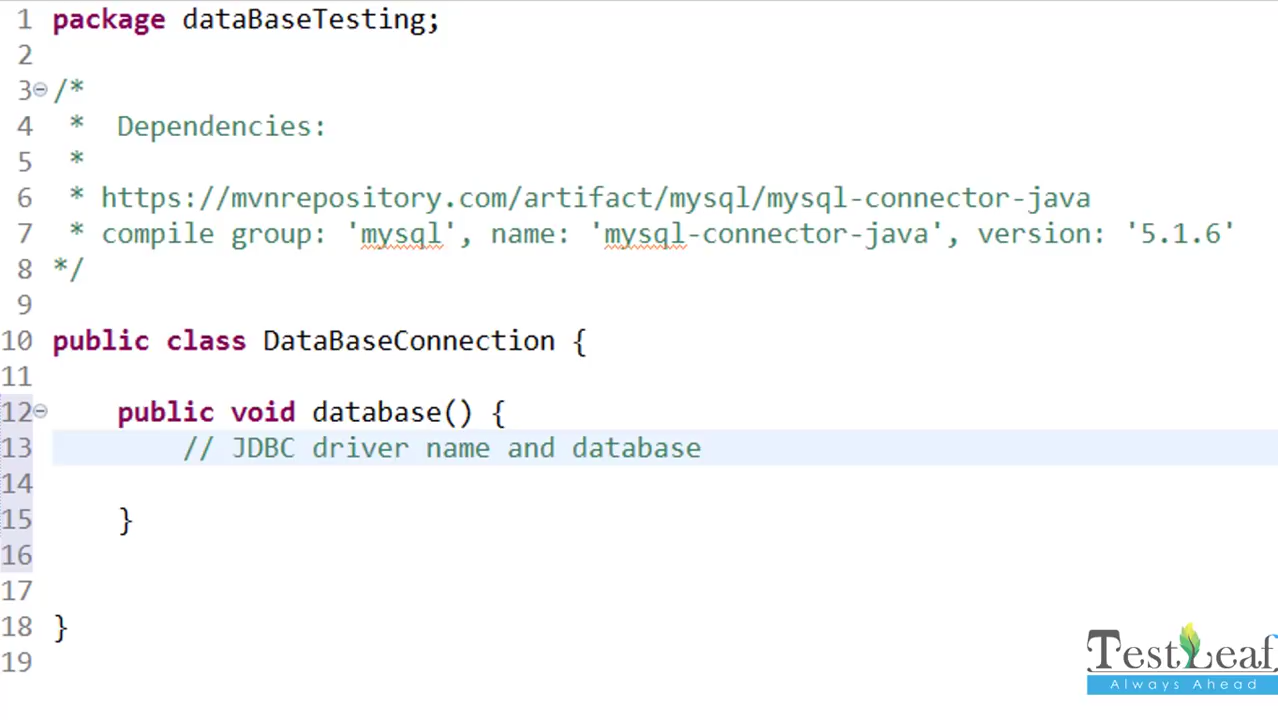 1 package dataBaseTesting;
2
3 /*
4 * Dependencies:
5 *
6 * https://mvnrepository.com/artifact/mysql/mysql-connector-java
7 * compile group: 'mysql', name: 'mysql-connector-java', version: '5.1.6'
8 */
9
10 public class DataBaseConnection {
11
12 public void database() {
13 // JDBC driver name and database
14
15 }
16
17
18 }
19
TestLeaf
Always Ahead